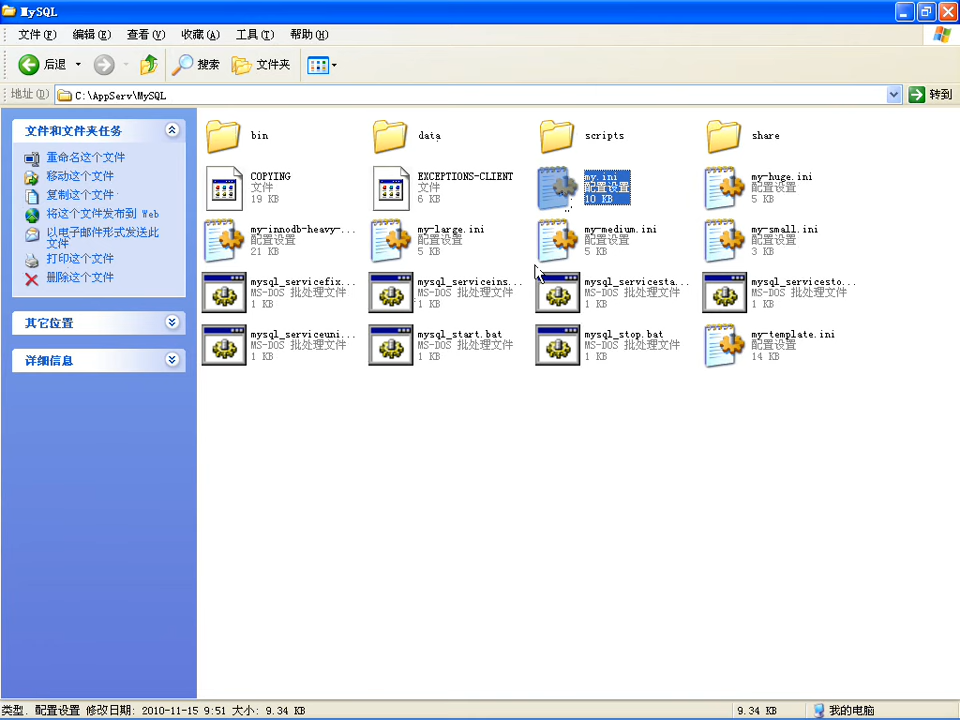 MySQL
文件(F) 编辑(E) 查看(V) 收藏(A) 工具(T) 帮助(H)
后退 搜索 文件夹
地址(D) C:\AppServ\MySQL 转到
文件和文件夹任务
重命名这个文件
移动这个文件
复制这个文件
将这个文件发布到 Web
以电子邮件形式发送此
文件
打印这个文件
删除这个文件
其它位置
详细信息
bin
data
scripts
share
COPYING
文件
19 KB
EXCEPTIONS-CLIENT
文件
6 KB
my.ini
配置设置
10 KB
my-huge.ini
配置设置
5 KB
my-innodb-heavy-...
配置设置
21 KB
my-large.ini
配置设置
5 KB
my-medium.ini
配置设置
5 KB
my-small.ini
配置设置
3 KB
mysql_servicefix...
MS-DOS 批处理文件
1 KB
mysql_serviceins...
MS-DOS 批处理文件
1 KB
mysql_servicesta...
MS-DOS 批处理文件
1 KB
mysql_servicesto...
MS-DOS 批处理文件
1 KB
mysql_serviceuni...
MS-DOS 批处理文件
1 KB
mysql_start.bat
MS-DOS 批处理文件
1 KB
mysql_stop.bat
MS-DOS 批处理文件
1 KB
my-template.ini
配置设置
14 KB
类型: 配置设置 修改日期: 2010-11-15 9:51 大小: 9.34 KB 9.34 KB 我的电脑